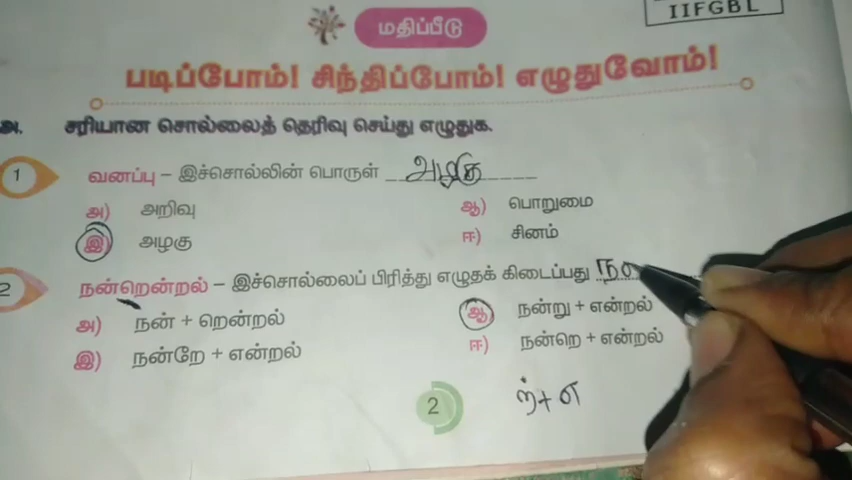 IIFGBL
மதிப்பீடு
படிப்போம்! சிந்திப்போம்! எழுதுவோம்!
அ. சரியான சொல்லைத் தெரிவு செய்து எழுதுக.
1 வனப்பு – இச்சொல்லின் பொருள் அழகு
அ) அறிவு ஆ) பொறுமை
இ) அழகு ஈ) சினம்
2 நன்றென்றல் – இச்சொல்லைப் பிரித்து எழுதக் கிடைப்பது ந
அ) நன் + றென்றல் ஆ) நன்று + என்றல்
இ) நன்றே + என்றல் ஈ) நன்றெ + என்றல்
2 ற்+எ